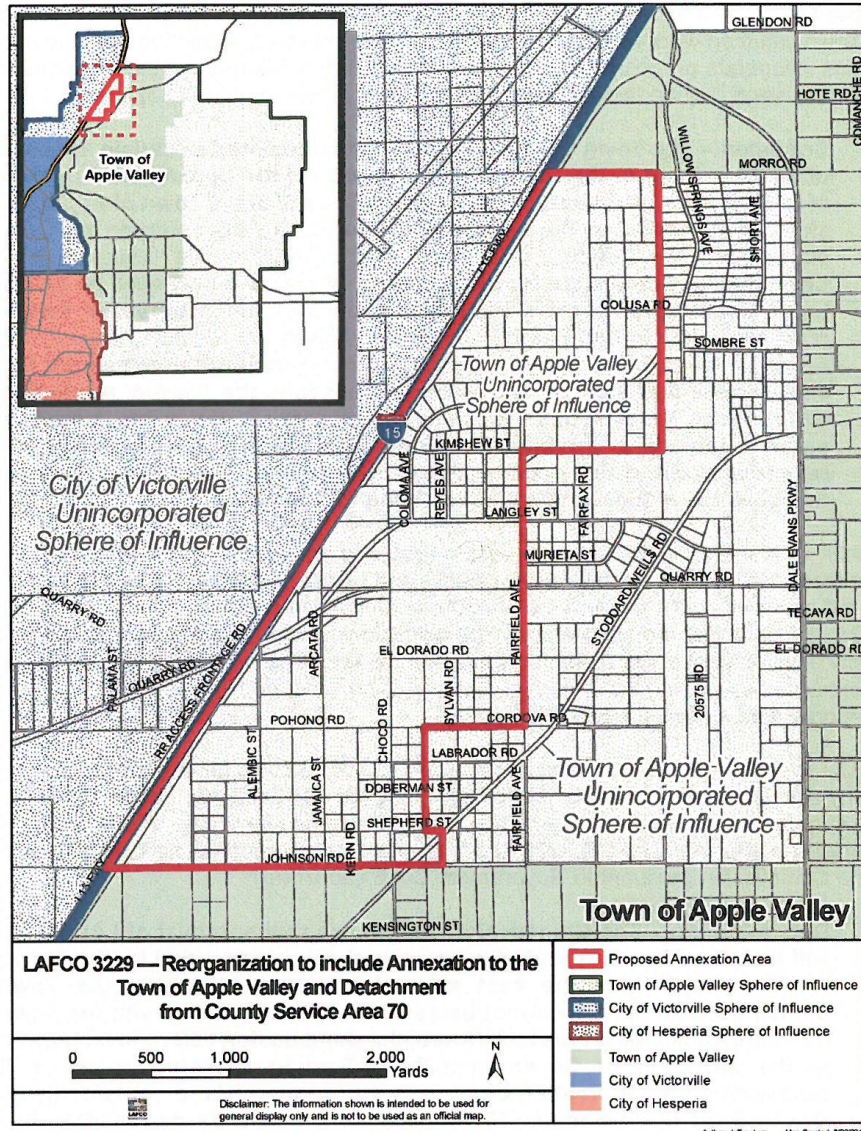 GLENDON RD
COMANCHE RD
HOTE RD
Town of
Apple Valley
WILLOW SPRINGS AVE
MORRO RD
SHORT AVE
I 15 FWY
COLUSA RD
SOMBRE ST
Town of Apple Valley
Unincorporated
Sphere of Influence
15
KIMSHEW ST
COLOMA AVE
REYES AVE
FAIRFAX RD
City of Victorville
Unincorporated
Sphere of Influence
LANGLEY ST
MURIETA ST
STODDARD WELLS RD
DALE EVANS PKWY
QUARRY RD
QUARRY RD
TECAYA RD
PALAMA ST
QUARRY RD
RR ACCESS FRONTAGE RD
ARCATA RD
FAIRFIELD AVE
EL DORADO RD
EL DORADO RD
SYLVAN RD
20575 RD
POHONO RD
CORDOVA RD
ALEMBIC ST
CHOCO RD
LABRADOR RD
JAMAICA ST
DOBERMAN ST
FAIRFIELD AVE
Town of Apple Valley
Unincorporated
Sphere of Influence
SHEPHERD ST
KERN RD
JOHNSON RD
I 15 FWY
KENSINGTON ST
Town of Apple Valley
LAFCO 3229 — Reorganization to include Annexation to the
Town of Apple Valley and Detachment
from County Service Area 70
0 500 1,000 2,000
Yards
N
LAFCO
Disclaimer: The information shown is intended to be used for
general display only and is not to be used as an official map.
Proposed Annexation Area
Town of Apple Valley Sphere of Influence
City of Victorville Sphere of Influence
City of Hesperia Sphere of Influence
Town of Apple Valley
City of Victorville
City of Hesperia